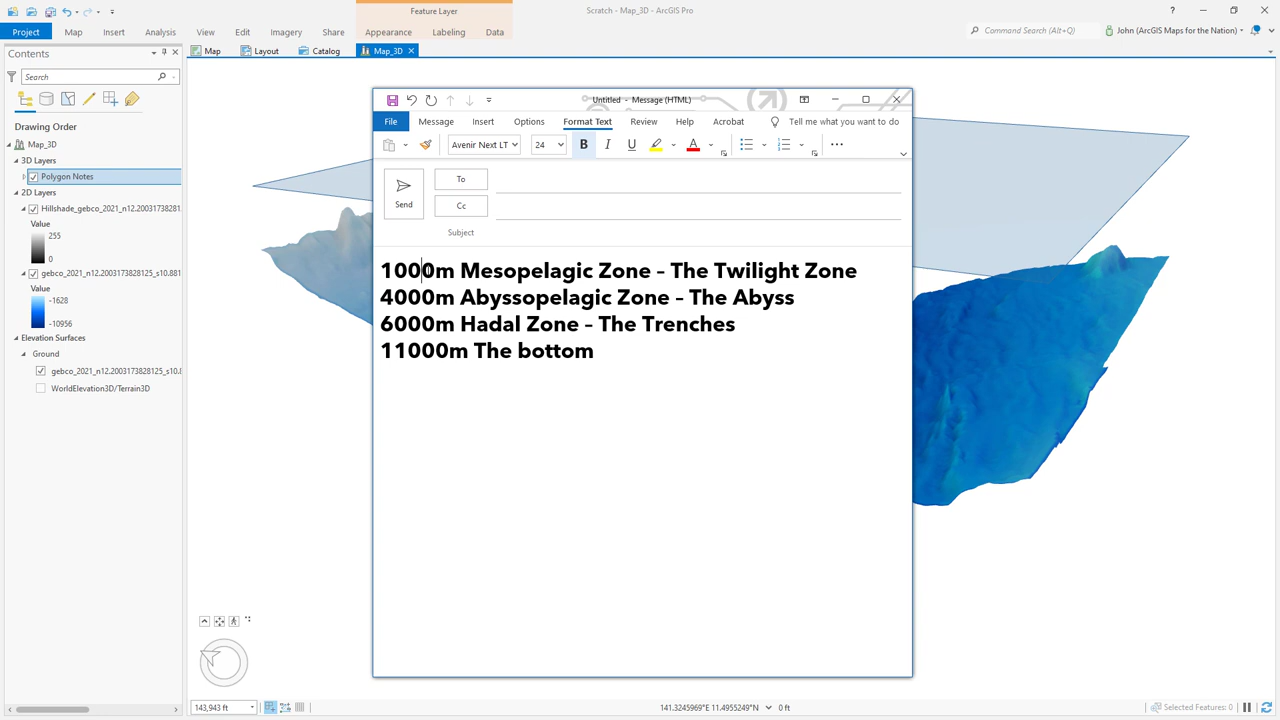 Feature Layer
Scratch - Map_3D - ArcGIS Pro
?
Project
Map
Insert
Analysis
View
Edit
Imagery
Share
Appearance
Labeling
Data
Command Search (Alt+Q)
John (ArcGIS Maps for the Nation)
Contents
Map
Layout
Catalog
Map_3D
Search
Drawing Order
Map_3D
3D Layers
Polygon Notes
2D Layers
Hillshade_gebco_2021_n12.20031738281
Value
255
0
gebco_2021_n12.2003173828125_s10.881
Value
-1628
-10956
Elevation Surfaces
Ground
gebco_2021_n12.2003173828125_s10.8
WorldElevation3D/Terrain3D
Untitled - Message (HTML)
File
Message
Insert
Options
Format Text
Review
Help
Acrobat
Tell me what you want to do
Avenir Next LT
24
B
I
U
A
Send
To
Cc
Subject
1000m Mesopelagic Zone – The Twilight Zone
4000m Abyssopelagic Zone – The Abyss
6000m Hadal Zone – The Trenches
11000m The bottom
143,943 ft
141.3245969°E 11.4955249°N
0 ft
Selected Features: 0